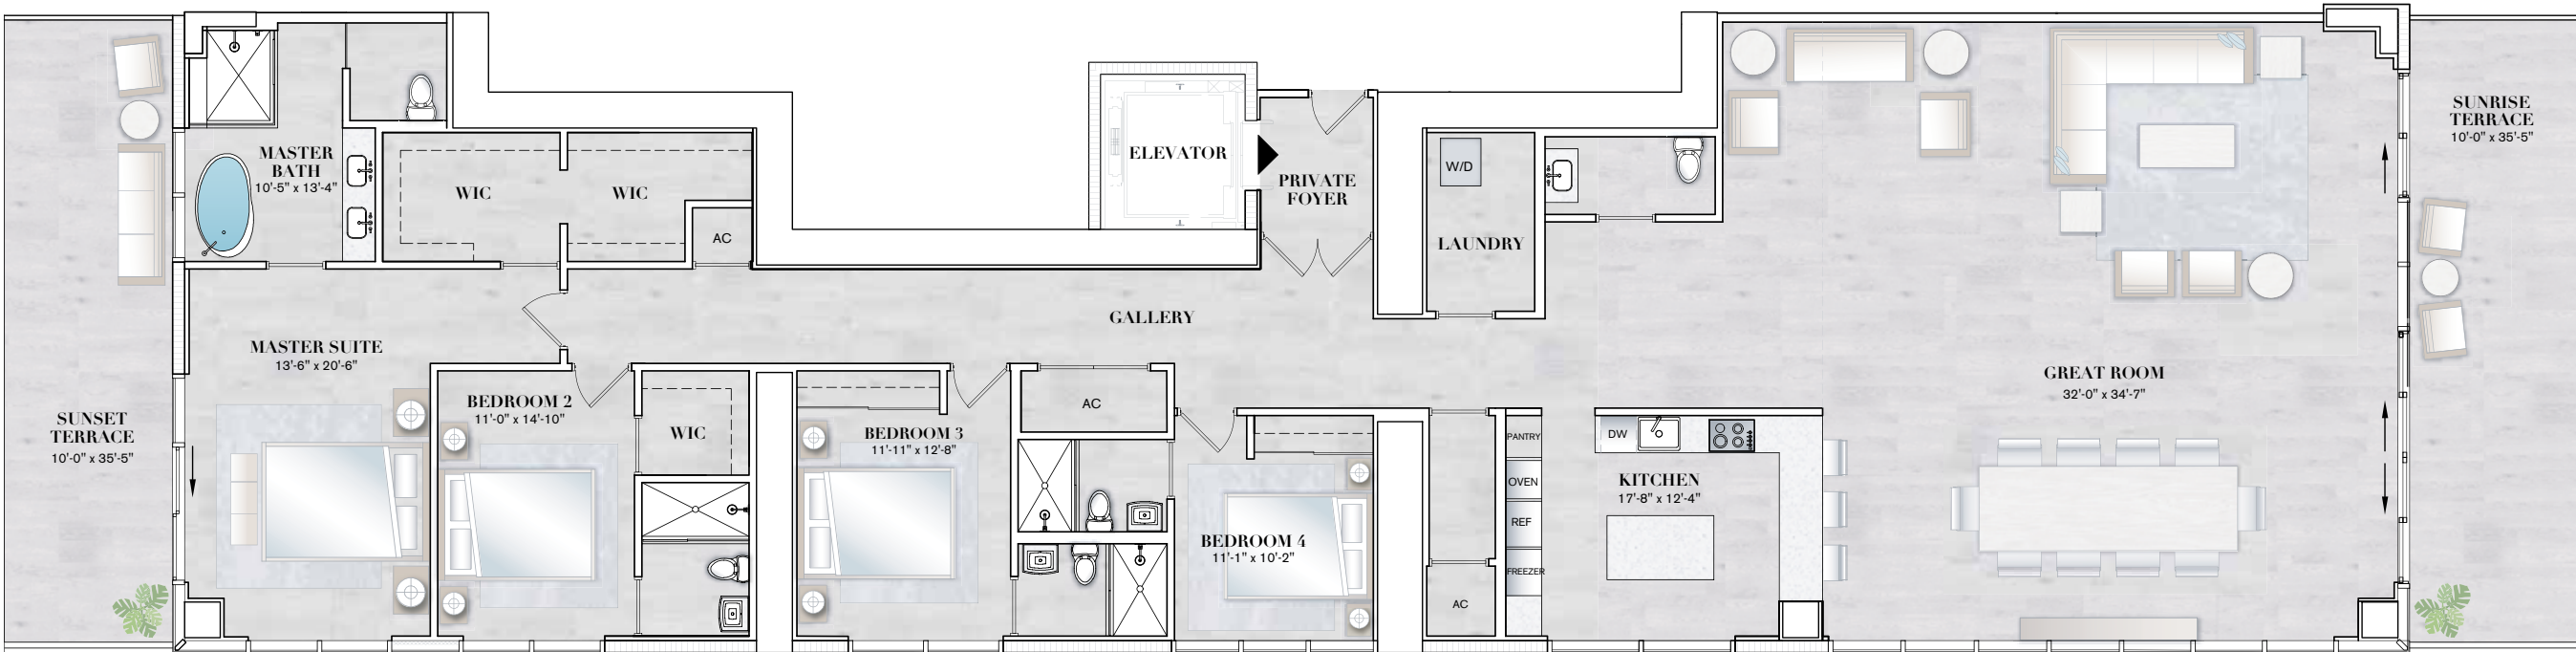 SUNSET
TERRACE
10'-0" x 35'-5"
MASTER
BATH
10'-5" x 13'-4"
WIC
WIC
AC
MASTER SUITE
13'-6" x 20'-6"
BEDROOM 2
11'-0" x 14'-10"
WIC
ELEVATOR
PRIVATE
FOYER
GALLERY
BEDROOM 3
11'-11" x 12'-8"
AC
BEDROOM 4
11'-1" x 10'-2"
W/D
LAUNDRY
AC
PANTRY
OVEN
REF
FREEZER
DW
KITCHEN
17'-8" x 12'-4"
GREAT ROOM
32'-0" x 34'-7"
SUNRISE
TERRACE
10'-0" x 35'-5"